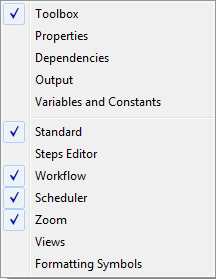 Toolbox
Properties
Dependencies
Output
Variables and Constants
Standard
Steps Editor
Workflow
Scheduler
Zoom
Views
Formatting Symbols